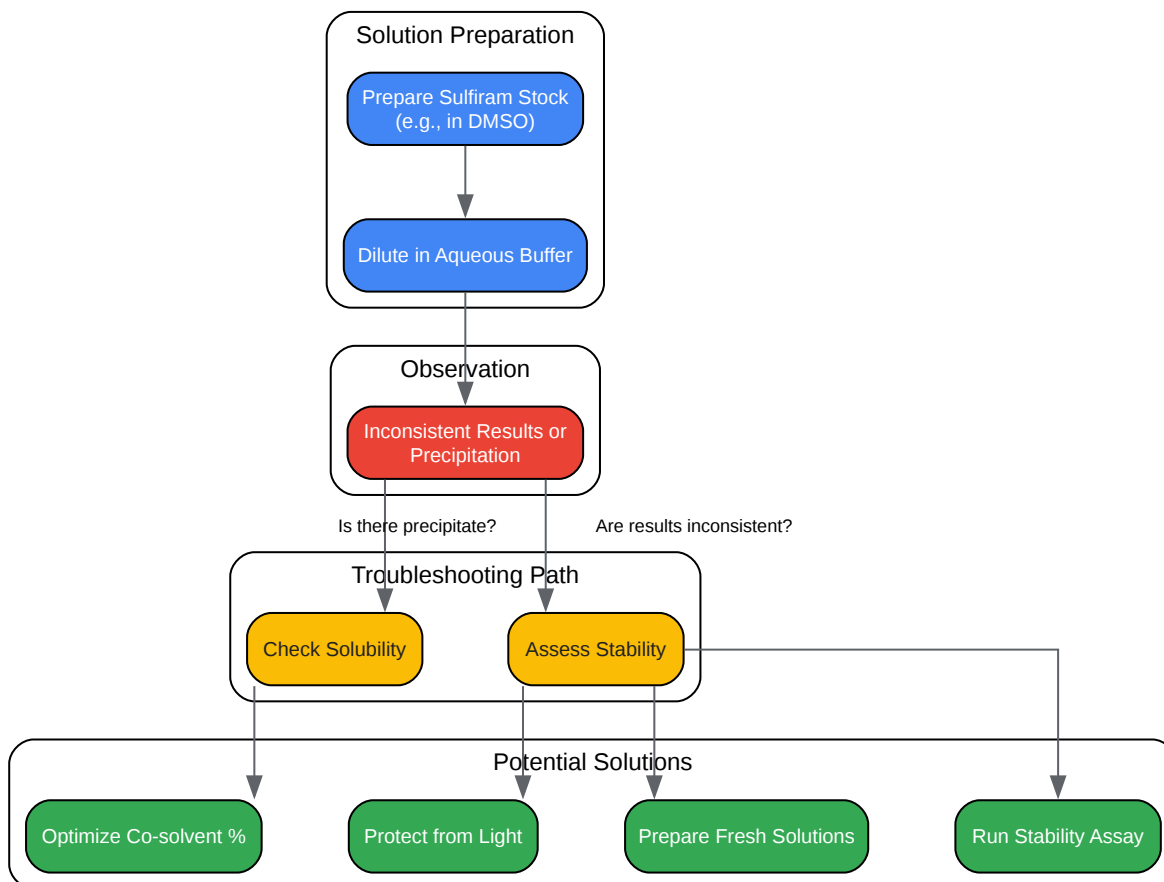 Solution Preparation
Prepare Sulfiram Stock
(e.g., in DMSO)
Dilute in Aqueous Buffer
Observation
Inconsistent Results or
Precipitation
Is there precipitate?
Are results inconsistent?
Troubleshooting Path
Check Solubility
Assess Stability
Potential Solutions
Optimize Co-solvent %
Protect from Light
Prepare Fresh Solutions
Run Stability Assay